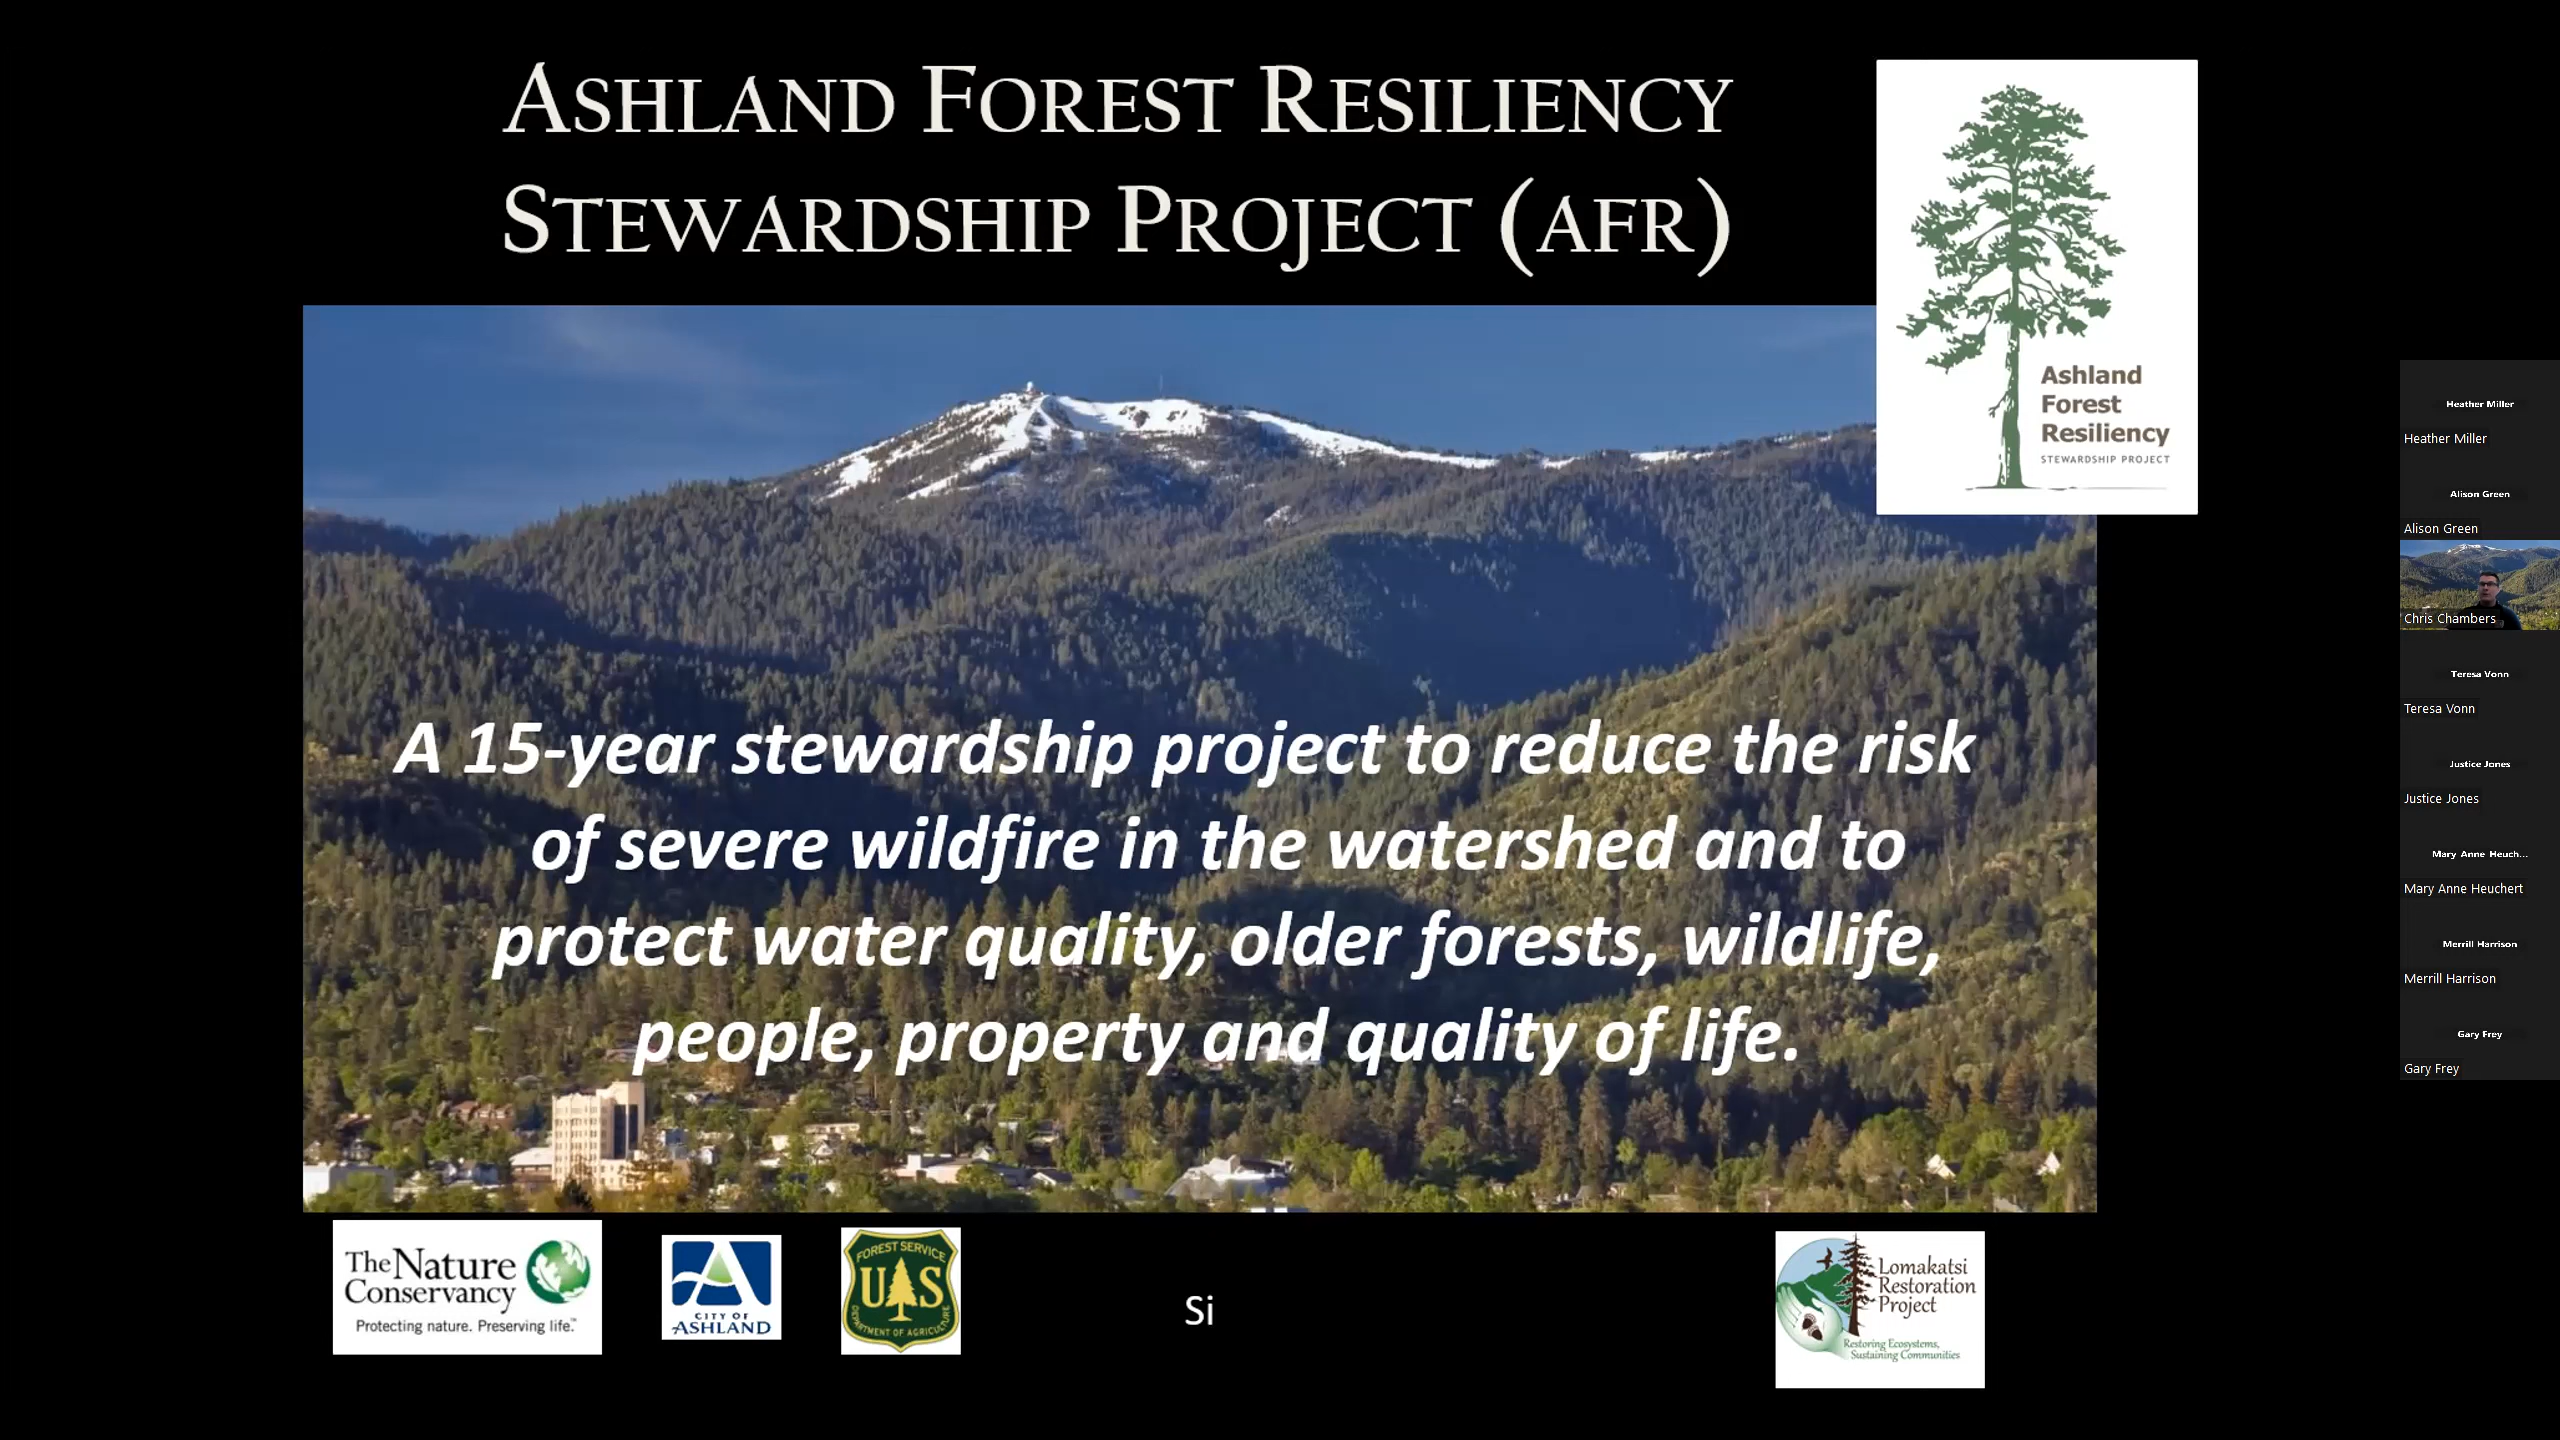 ASHLAND FOREST RESILIENCY
STEWARDSHIP PROJECT (AFR)
Ashland
Forest
Resiliency
STEWARDSHIP PROJECT
A 15-year stewardship project to reduce the risk
of severe wildfire in the watershed and to
protect water quality, older forests, wildlife,
people, property and quality of life.
The Nature
Conservancy
Protecting nature. Preserving life.™
CITY OF
ASHLAND
FOREST SERVICE
UAS
DEPARTMENT OF AGRICULTURE
Si
Lomakatsi
Restoration
Project
Restoring Ecosystems,
Sustaining Communities
Heather Miller
Heather Miller
Alison Green
Alison Green
Chris Chambers
Teresa Vonn
Teresa Vonn
Justice Jones
Justice Jones
Mary Anne Heuch...
Mary Anne Heuchert
Merrill Harrison
Merrill Harrison
Gary Frey
Gary Frey